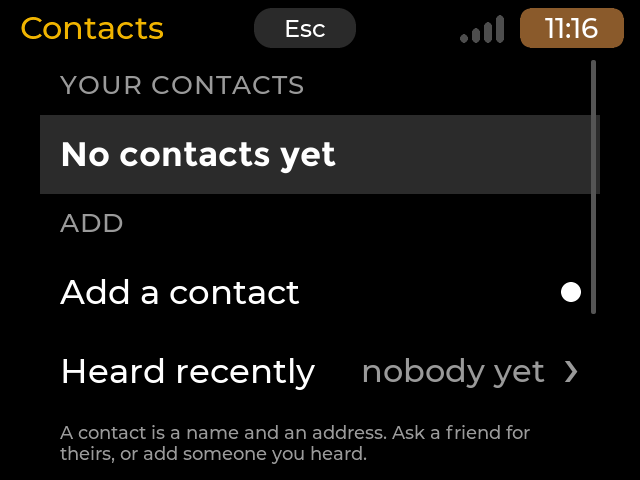 Contacts
Esc
11:16
YOUR CONTACTS
No contacts yet
ADD
Add a contact
Heard recently
nobody yet
A contact is a name and an address. Ask a friend for
theirs, or add someone you heard.